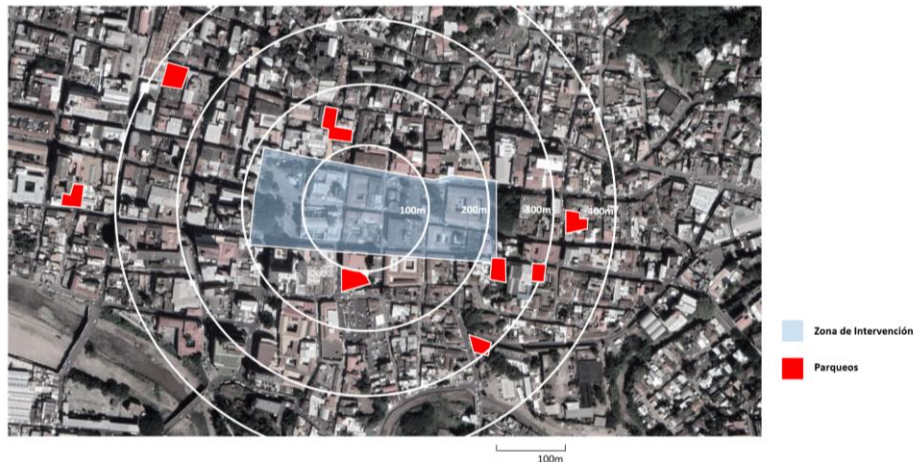 100m
200m
300m
400m
Zona de Intervención
Parqueos
100m